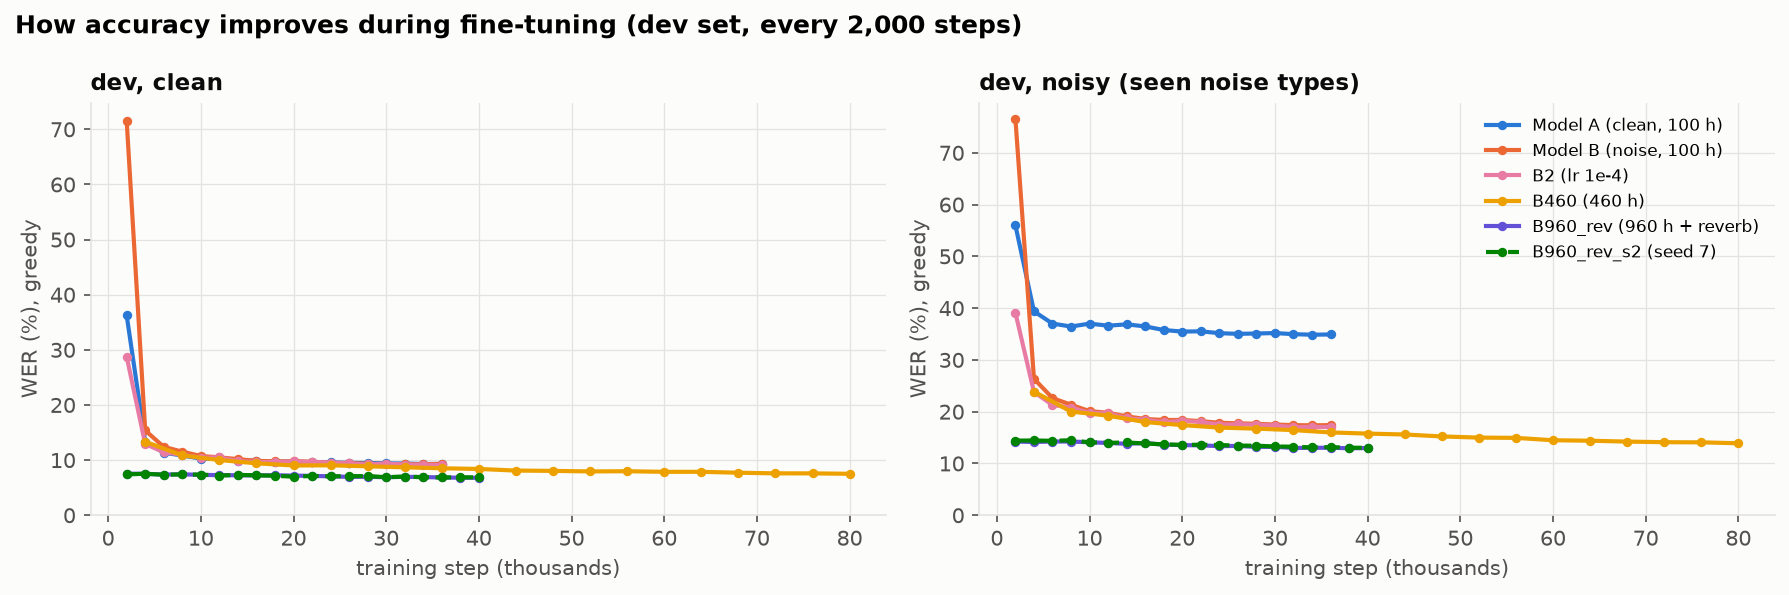 How accuracy improves during fine-tuning (dev set, every 2,000 steps)
dev, clean
WER (%), greedy
70
60
50
40
30
20
10
0
0 10 20 30 40 50 60 70 80
training step (thousands)
dev, noisy (seen noise types)
WER (%), greedy
70
60
50
40
30
20
10
0
Model A (clean, 100 h)
Model B (noise, 100 h)
B2 (lr 1e-4)
B460 (460 h)
B960_rev (960 h + reverb)
B960_rev_s2 (seed 7)
0 10 20 30 40 50 60 70 80
training step (thousands)